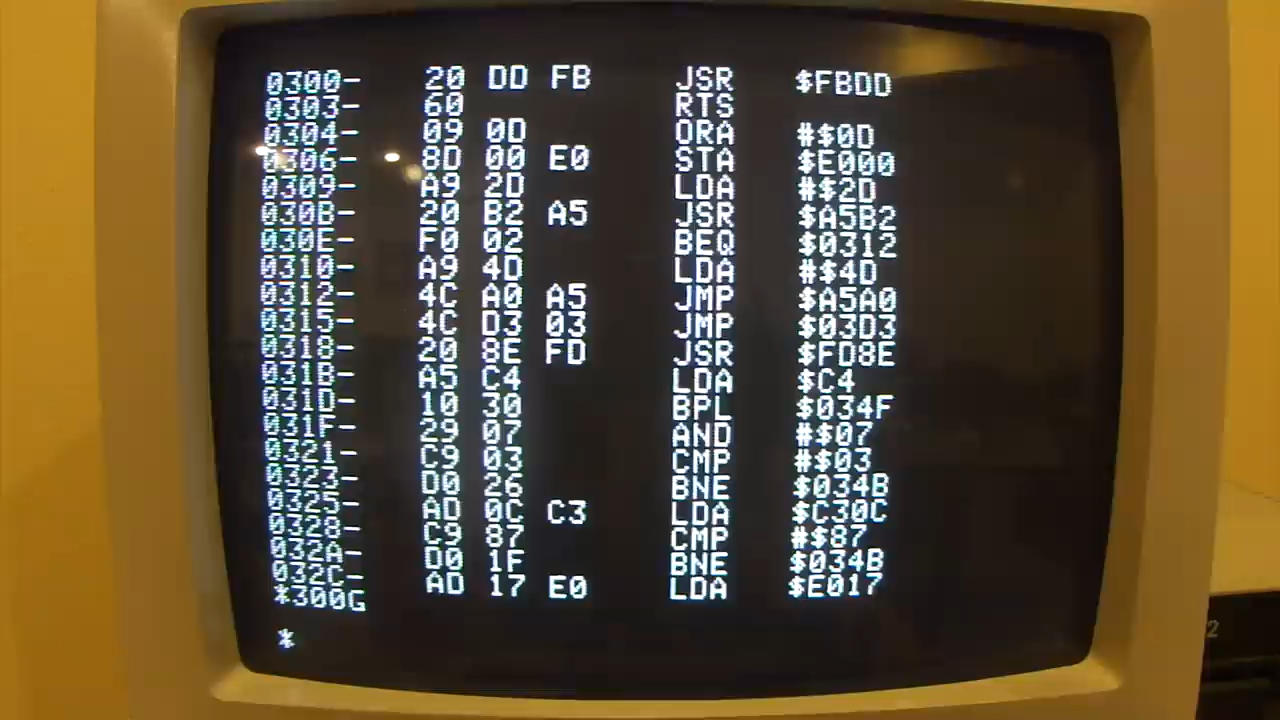 0300- 20 DD FB JSR $FBDD
0303- 60 RTS
0304- 09 0D ORA #$0D
0306- 8D 00 E0 STA $E000
0309- A9 2D LDA #$2D
030B- 20 B2 A5 JSR $A5B2
030E- F0 02 BEQ $0312
0310- A9 4D LDA #$4D
0312- 4C A0 A5 JMP $A5A0
0315- 4C D3 03 JMP $03D3
0318- 20 8E FD JSR $FD8E
031B- A5 C4 LDA $C4
031D- 10 30 BPL $034F
031F- 29 07 AND #$07
0321- C9 03 CMP #$03
0323- D0 26 BNE $034B
0325- AD 0C C3 LDA $C30C
0328- C9 87 CMP #$87
032A- D0 1F BNE $034B
032C- AD 17 E0 LDA $E017
*300G
*
2